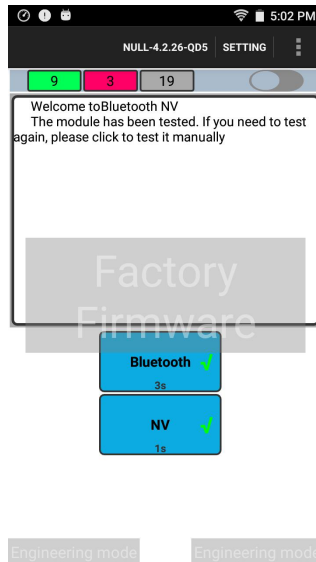 5:02 PM
NULL-4.2.26-QD5 SETTING
9 3 19
Welcome toBluetooth NV
The module has been tested. If you need to test
again, please click to test it manually
Factory
Firmware
Bluetooth
3s
NV
1s
Engineering mode Engineering mode